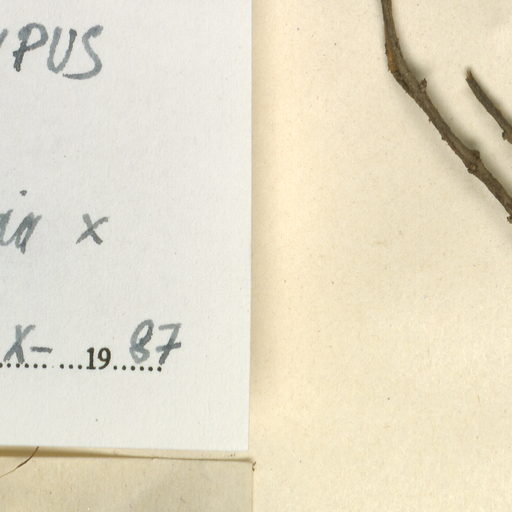 YPUS
x
X- ... 19 87